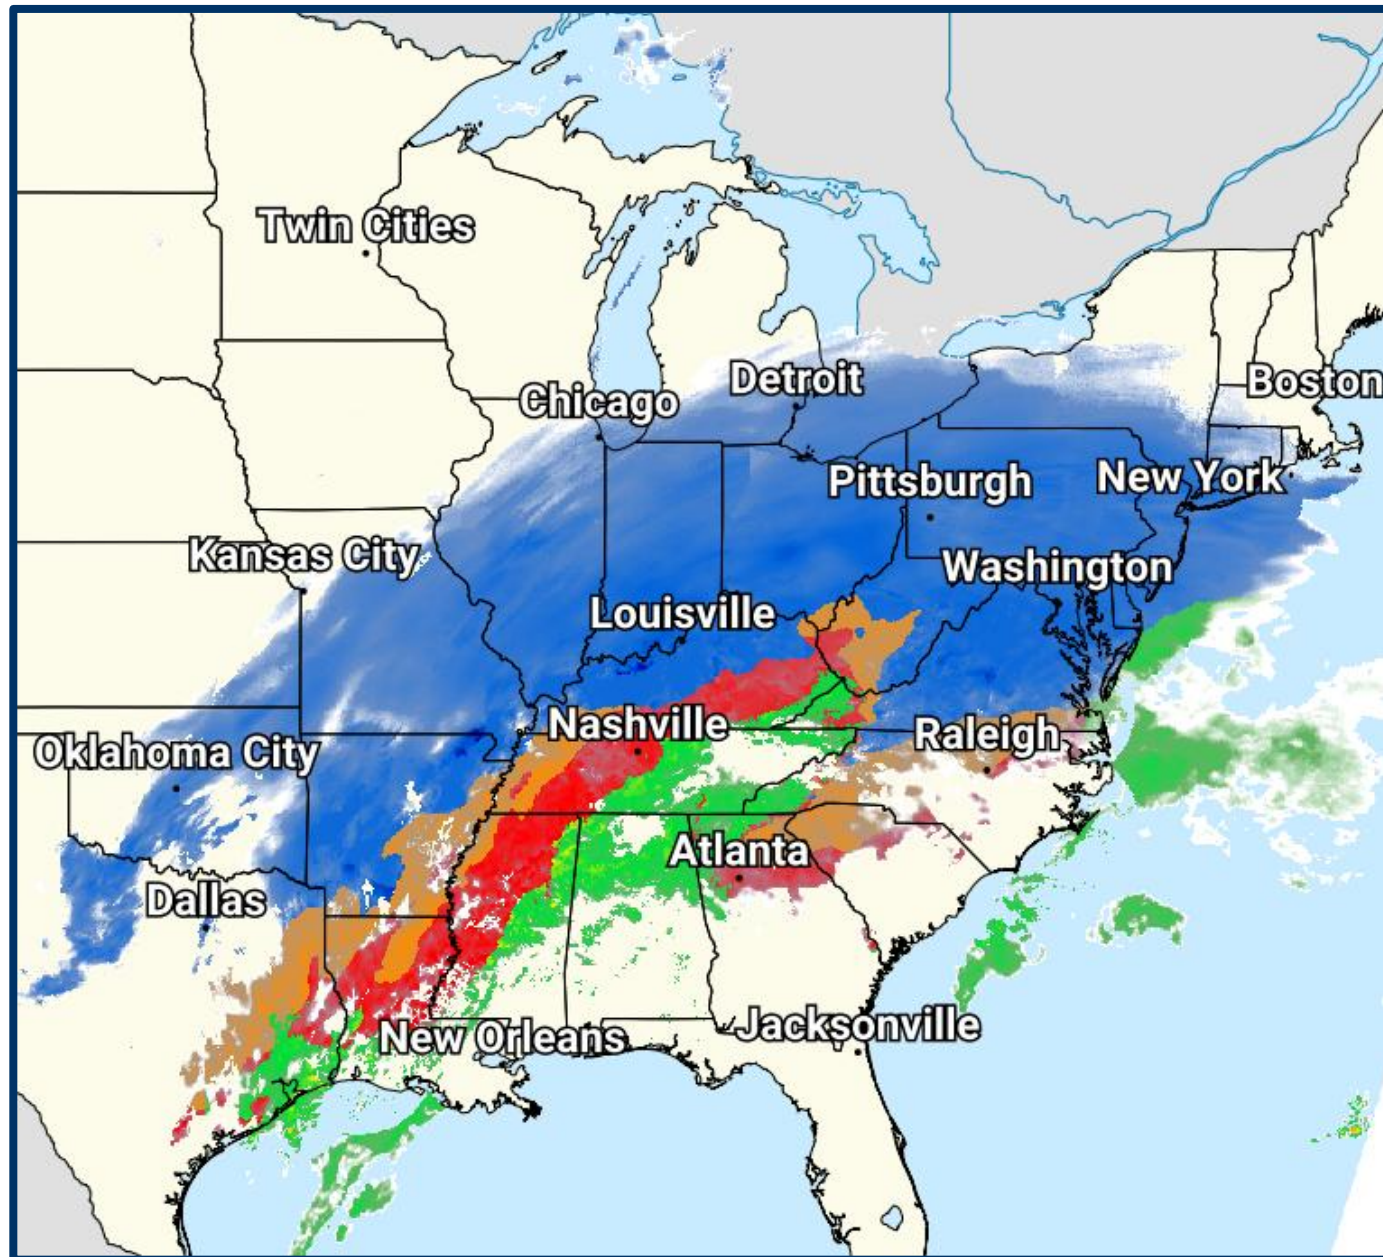 Twin Cities
Detroit
Boston
Chicago
Pittsburgh
New York
Kansas City
Washington
Louisville
Nashville
Raleigh
Oklahoma City
Atlanta
Dallas
Jacksonville
New Orleans